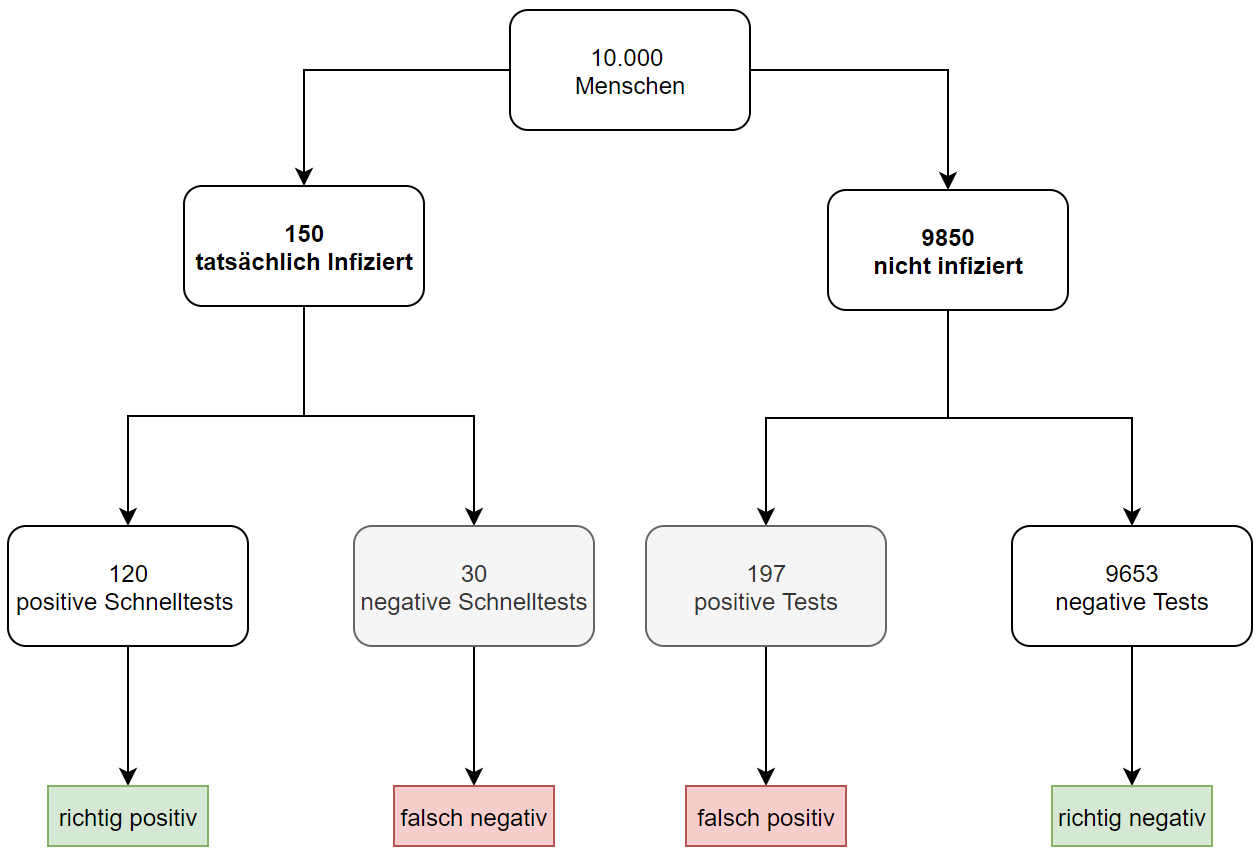 10.000
Menschen
150
tatsächlich Infiziert
9850
nicht infiziert
120
positive Schnelltests
30
negative Schnelltests
197
positive Tests
9653
negative Tests
richtig positiv
falsch negativ
falsch positiv
richtig negativ